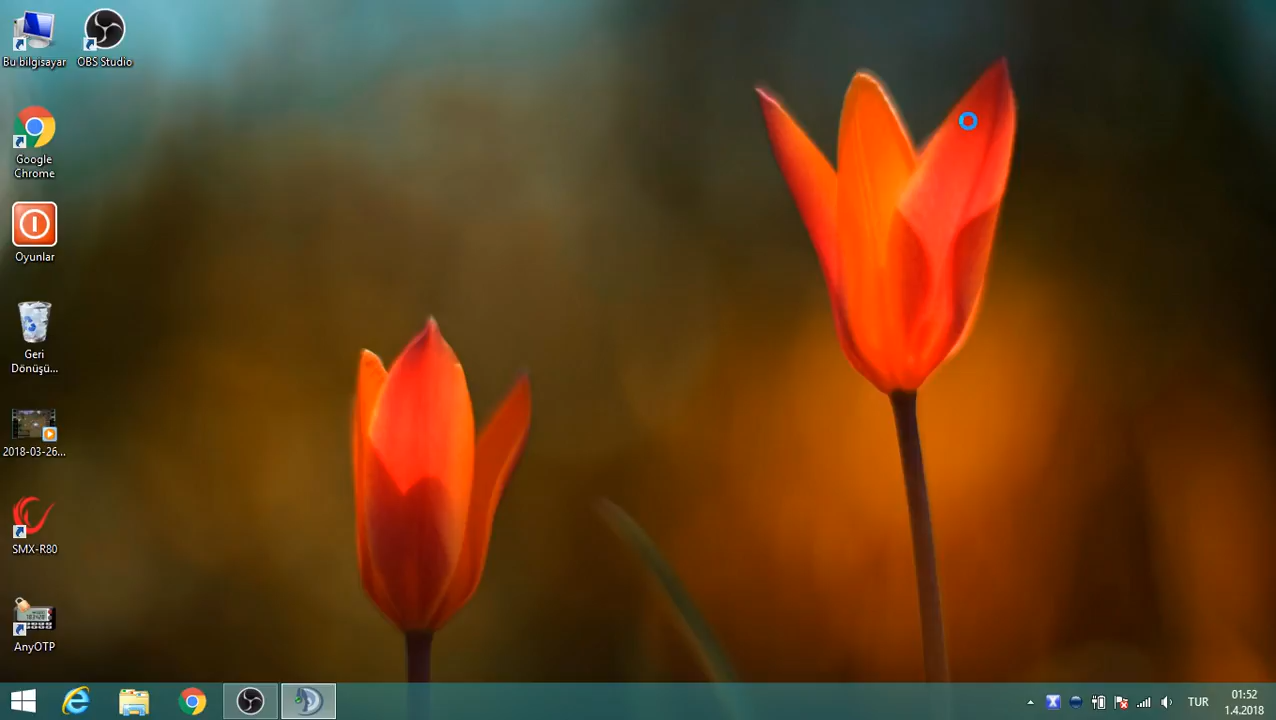 Bu bilgisayar
OBS Studio
Google
Chrome
Oyunlar
Geri
Dönüşü...
2018-03-26...
SMX-R80
AnyOTP
TUR
01:52
1.4.2018